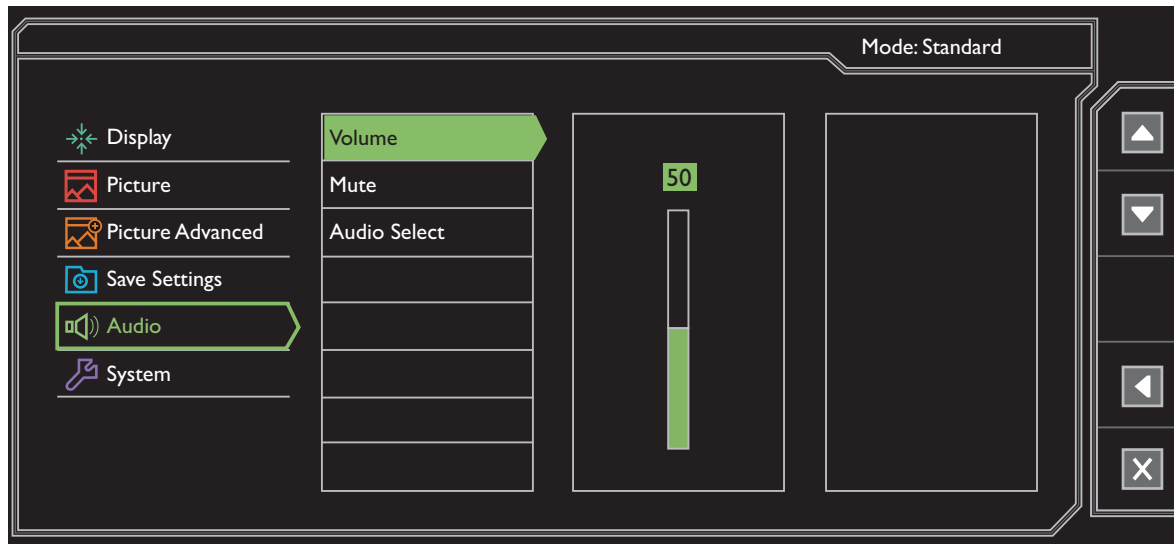 Mode: Standard
Display
Picture
Picture Advanced
Save Settings
Audio
System
Volume
Mute
Audio Select
50